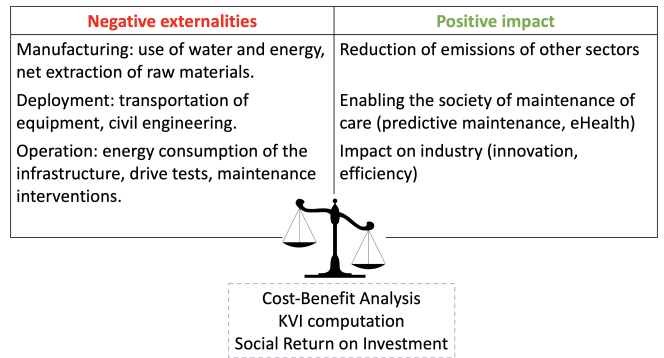 Negative externalities
Positive impact
Manufacturing: use of water and energy,
net extraction of raw materials.
Reduction of emissions of other sectors
Deployment: transportation of
equipment, civil engineering.
Enabling the society of maintenance of
care (predictive maintenance, eHealth)
Operation: energy consumption of the
infrastructure, drive tests, maintenance
interventions.
Impact on industry (innovation,
efficiency)
Cost-Benefit Analysis
KVI computation
Social Return on Investment